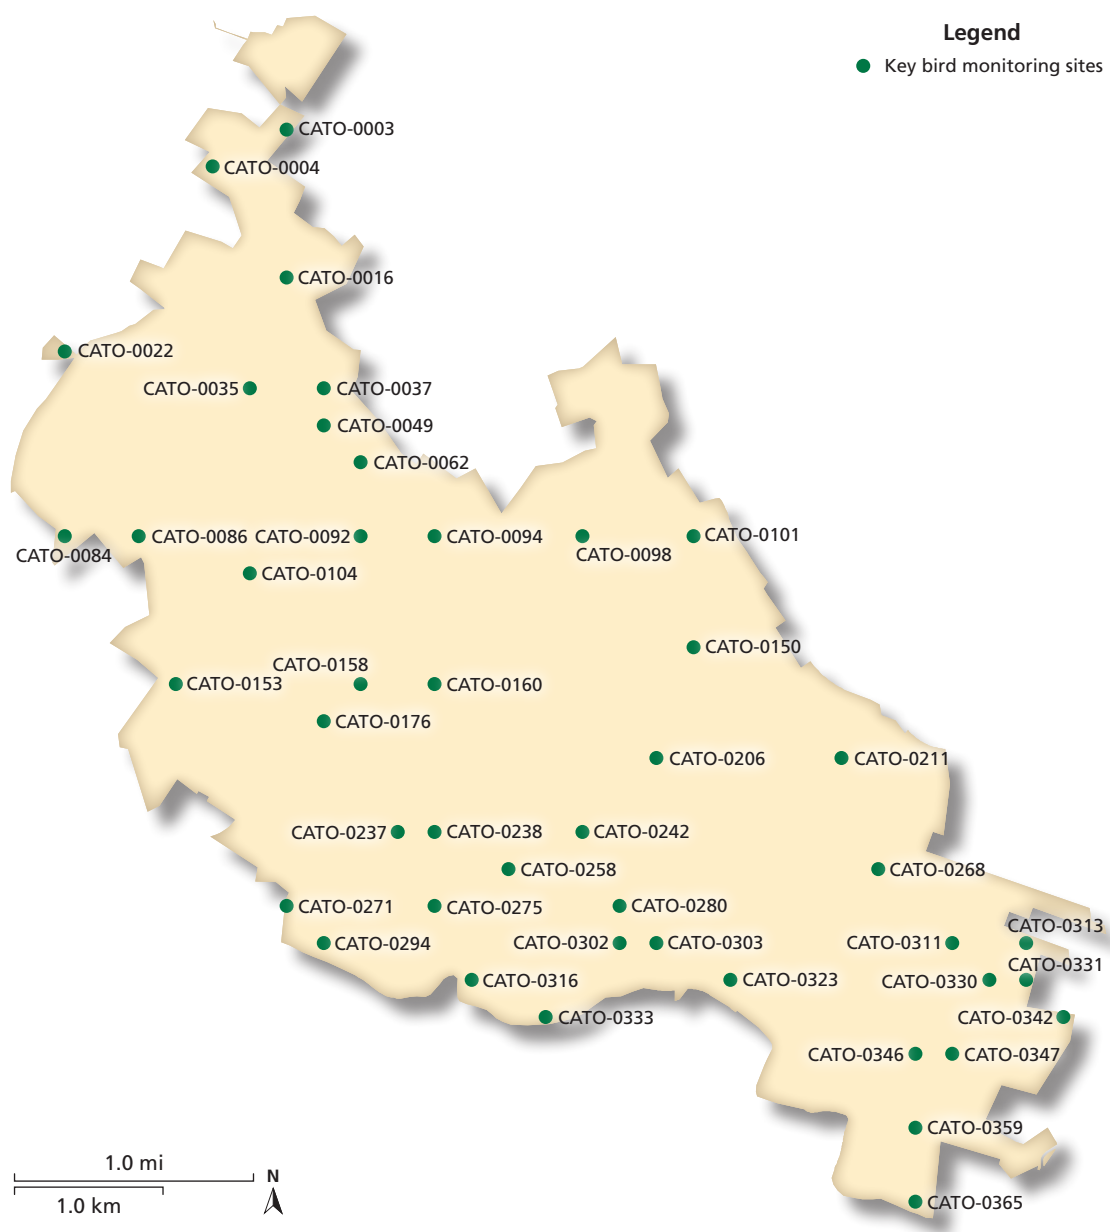 Legend
Key bird monitoring sites
CATO-0003
CATO-0004
CATO-0016
CATO-0022
CATO-0035
CATO-0037
CATO-0049
CATO-0062
CATO-0084
CATO-0086
CATO-0092
CATO-0094
CATO-0098
CATO-0101
CATO-0104
CATO-0150
CATO-0158
CATO-0153
CATO-0160
CATO-0176
CATO-0206
CATO-0211
CATO-0237
CATO-0238
CATO-0242
CATO-0258
CATO-0268
CATO-0271
CATO-0275
CATO-0280
CATO-0313
CATO-0294
CATO-0302
CATO-0303
CATO-0311
CATO-0331
CATO-0316
CATO-0323
CATO-0330
CATO-0333
CATO-0342
CATO-0346
CATO-0347
CATO-0359
CATO-0365
1.0 mi
1.0 km
N